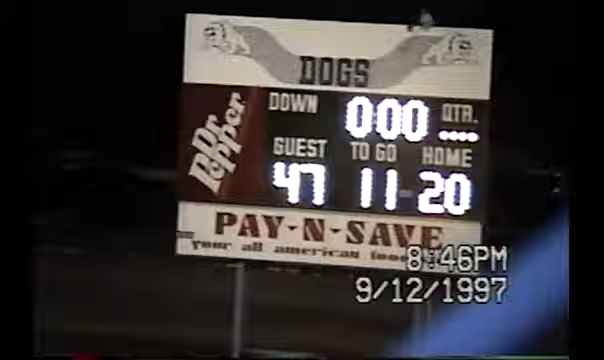 DOGS
DOWN 0:00 QTR.
Dr Pepper
GUEST TO GO HOME
47 11 20
PAY-N-SAVE
your all american
8:46PM
9/12/1997